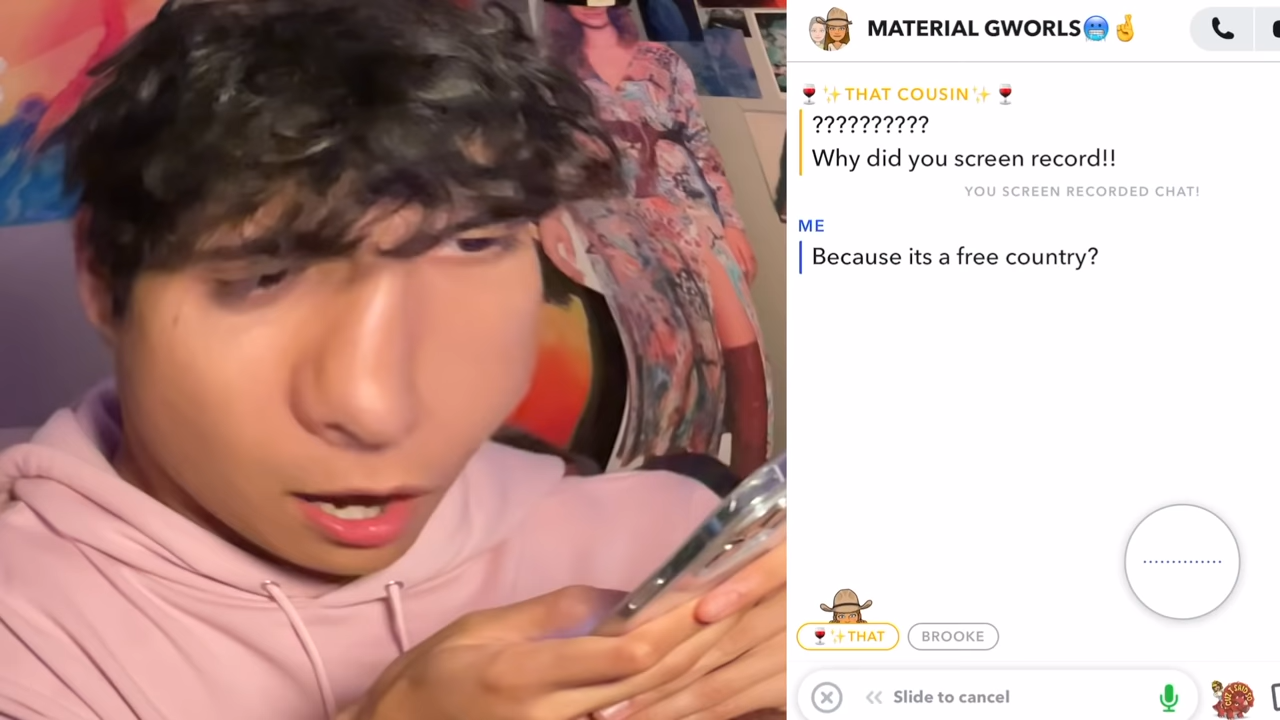 MATERIAL GWORLS🥶🤞
🍷✨THAT COUSIN✨🍷
??????????
Why did you screen record!!
YOU SCREEN RECORDED CHAT!
ME
Because its a free country?
🍷✨THAT
BROOKE
Slide to cancel